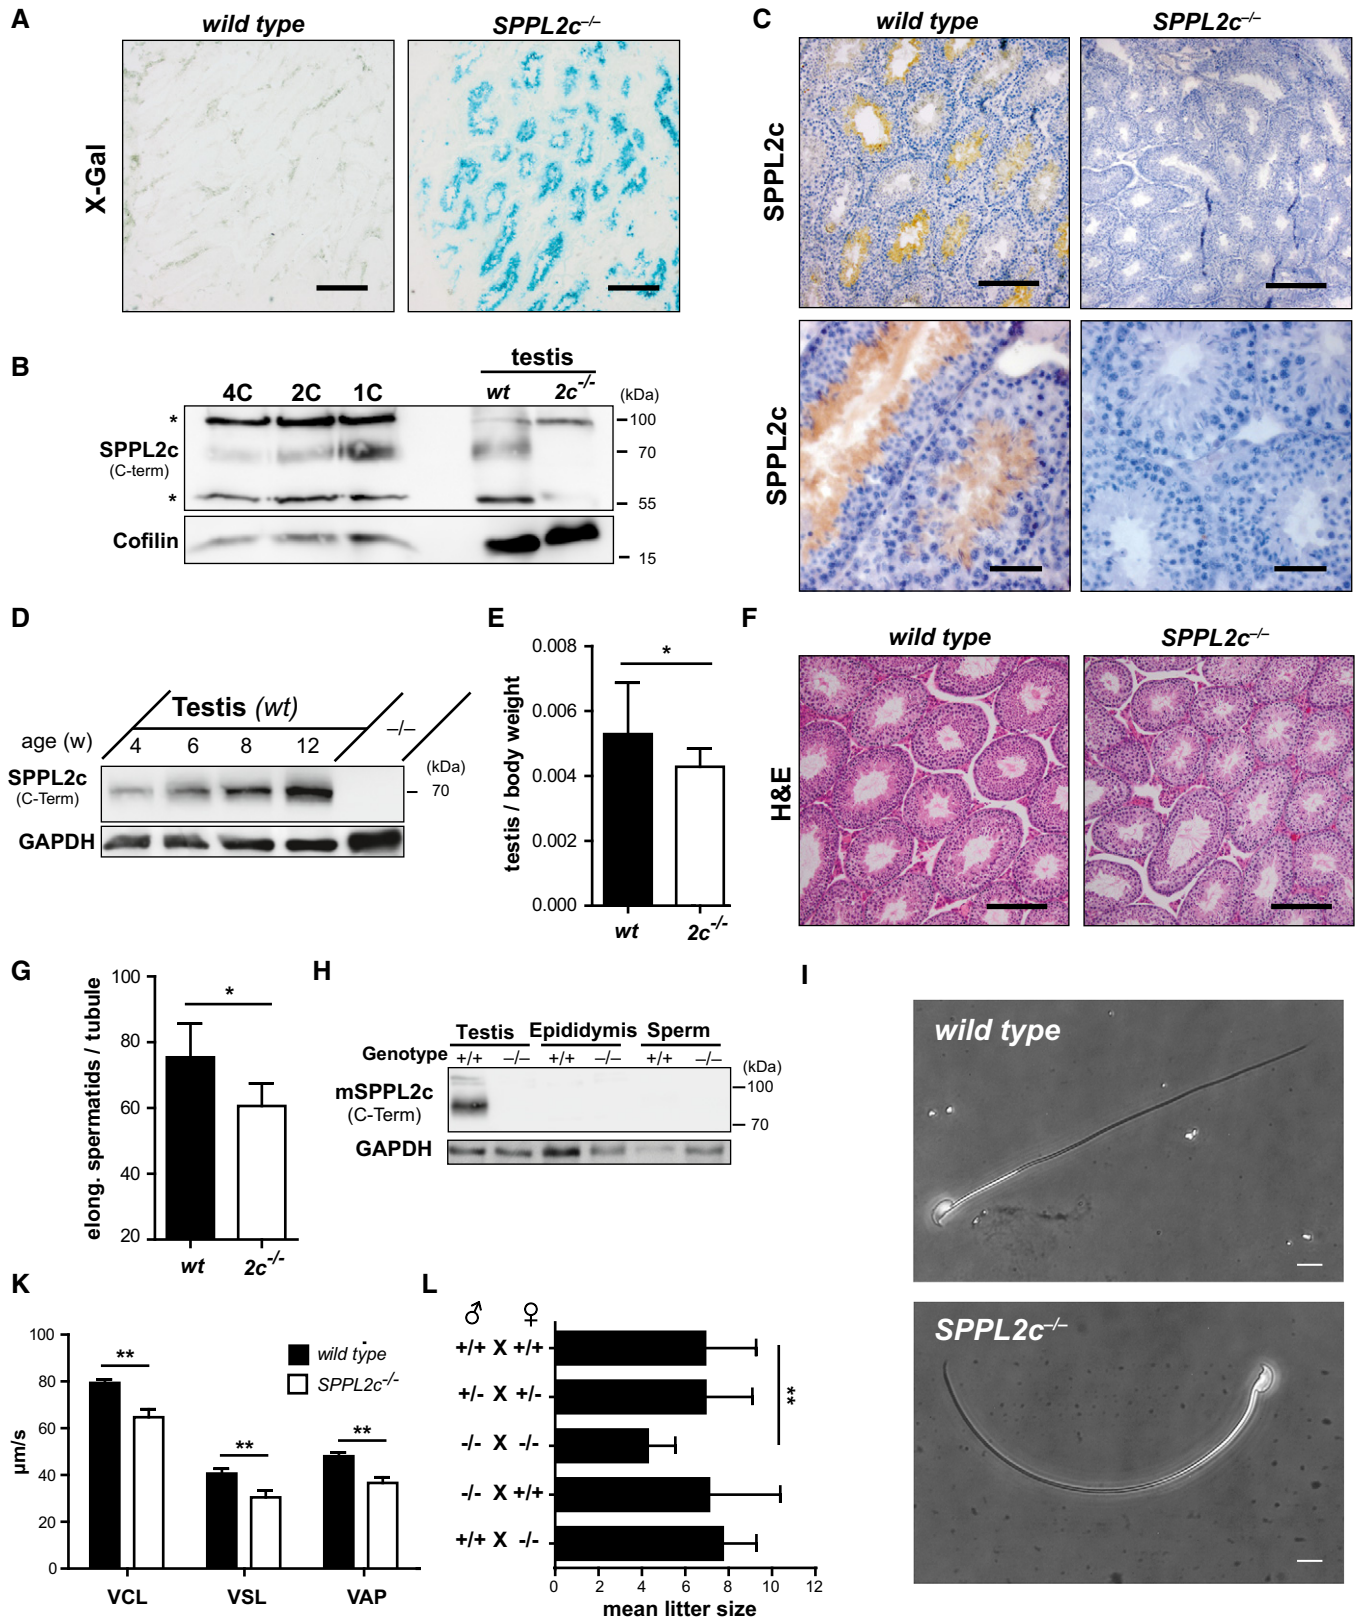 A
wild type
SPPL2c–/–
X-Gal
B
testis
4C 2C 1C wt 2c-/- (kDa)
* 100
SPPL2c
(C-term)
70
* 55
Cofilin
15
C
wild type
SPPL2c–/–
SPPL2c
SPPL2c
D
Testis (wt)
–/–
age (w) 4 6 8 12
SPPL2c
(C-Term)
(kDa)
70
GAPDH
E
testis / body weight
0.008
0.006
0.004
0.002
0.000
*
wt 2c-/-
F
wild type
SPPL2c–/–
H&E
G
elong. spermatids / tubule
100
80
60
40
20
*
wt 2c-/-
H
Testis Epididymis Sperm
Genotype +/+ –/– +/+ –/– +/+ –/– (kDa)
mSPPL2c
(C-Term)
100
70
GAPDH
I
wild type
SPPL2c–/–
K
µm/s
100
80
60
40
20
0
wild type
SPPL2c-/-
** ** **
VCL VSL VAP
L
♂ ♀
+/+ X +/+
+/- X +/-
-/- X -/-
-/- X +/+
+/+ X -/-
**
0 2 4 6 8 10 12
mean litter size